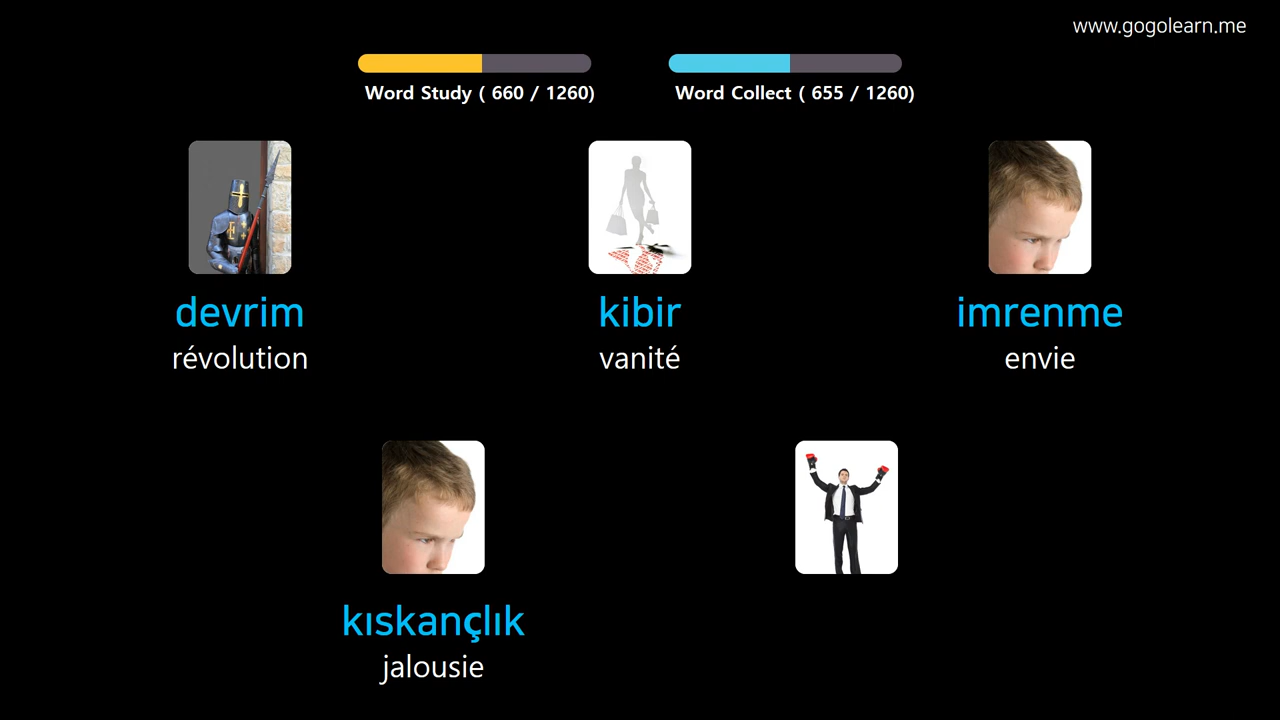 www.gogolearn.me
Word Study ( 660 / 1260)
Word Collect ( 655 / 1260)
devrim
révolution
kibir
vanité
imrenme
envie
kıskançlık
jalousie